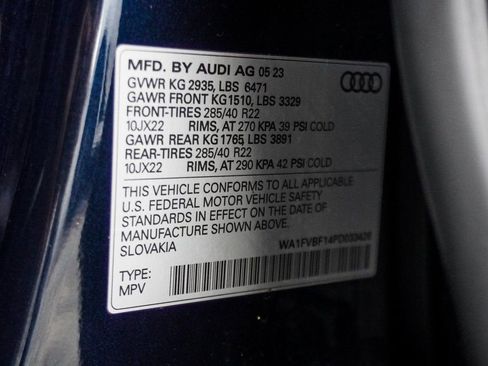 MFD. BY AUDI AG 05 23
GVWR KG 2935, LBS 6471
GAWR FRONT KG1510, LBS 3329
FRONT-TIRES 285/40 R22
10JX22 RIMS, AT 270 KPA 39 PSI COLD
GAWR REAR KG 1765, LBS 3891
REAR-TIRES 285/40 R22
10JX22 RIMS, AT 290 KPA 42 PSI COLD
THIS VEHICLE CONFORMS TO ALL APPLICABLE
U.S. FEDERAL MOTOR VEHICLE SAFETY
STANDARDS IN EFFECT ON THE DATE OF
MANUFACTURE SHOWN ABOVE.
SLOVAKIA
WA1FVBF14PD033428
TYPE:
MPV